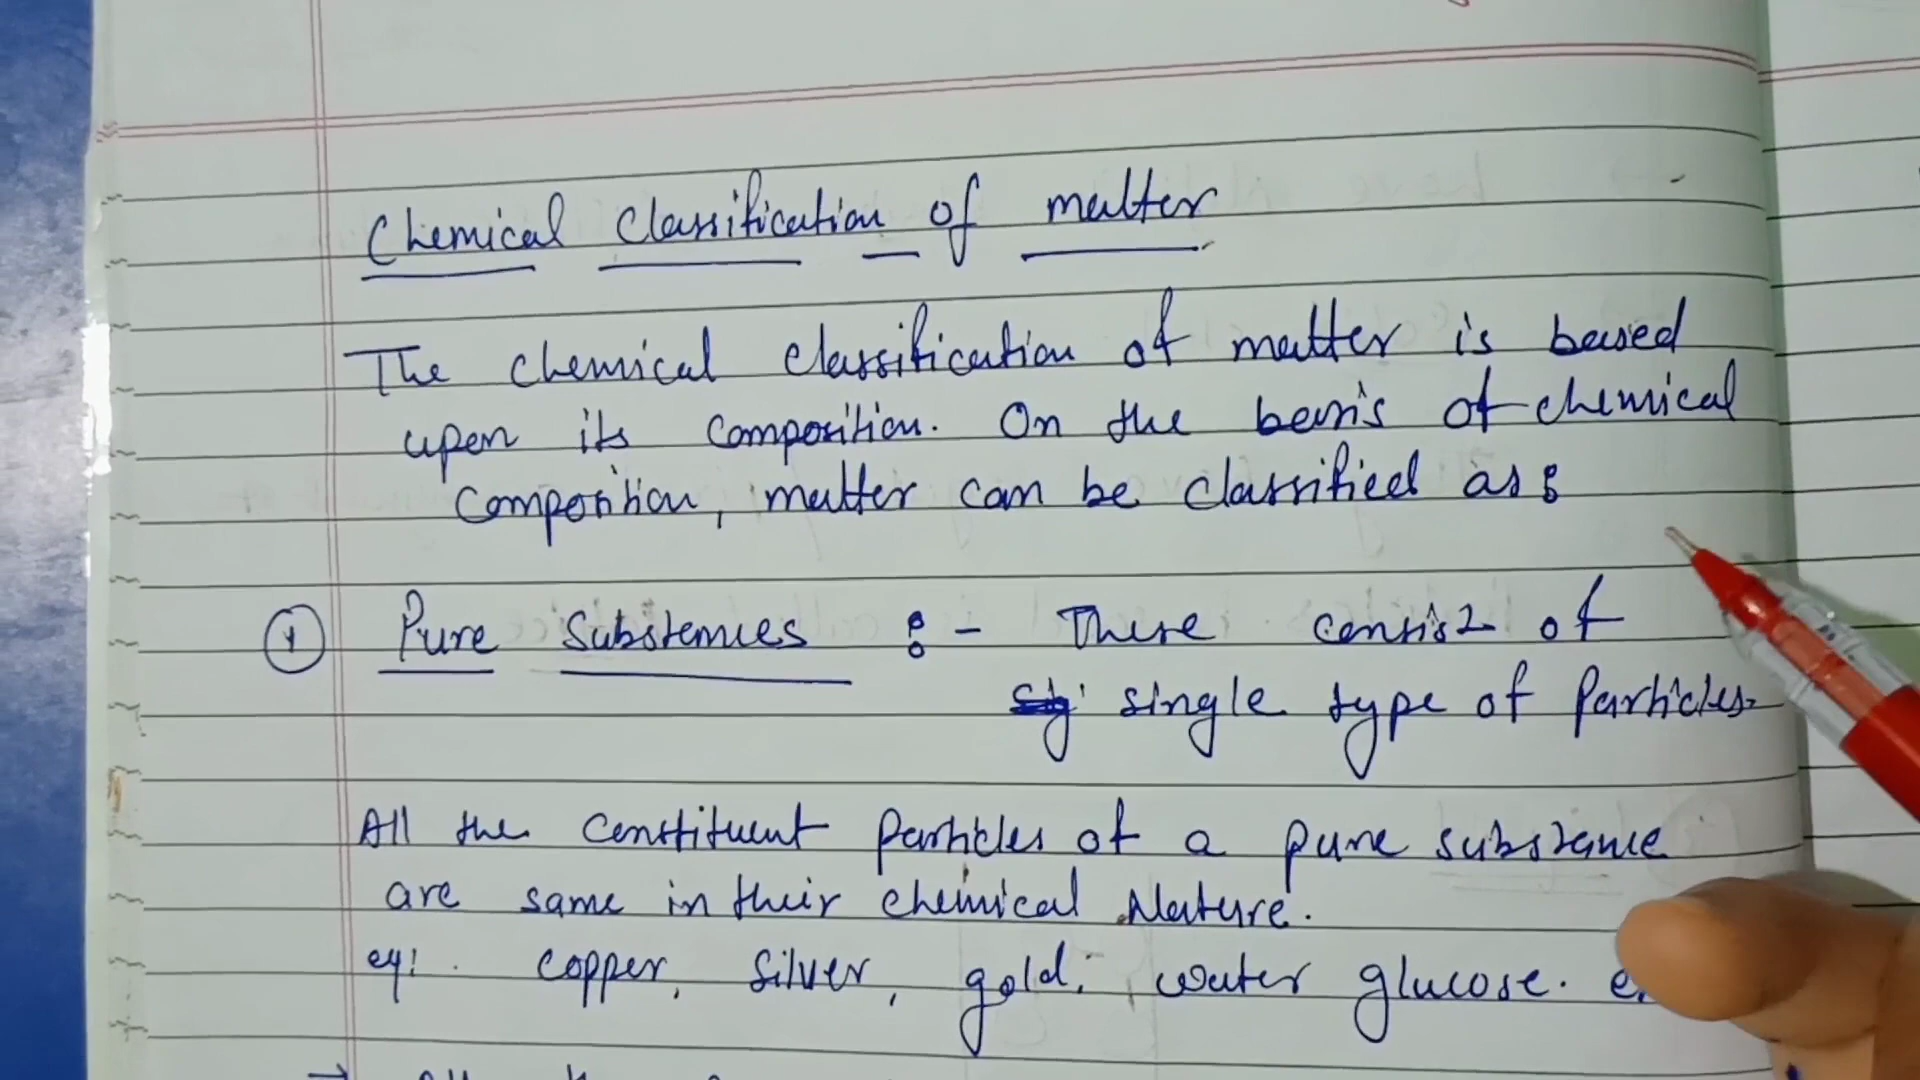 Chemical Classification of matter
The chemical classification of matter is based
upon its composition. On the basis of chemical
composition, matter can be classified as :
1 Pure Substances :- These consist of
single type of Particles.
All the constituent Particles of a pure substance
are same in their chemical Nature.
eg: copper, silver, gold, water glucose.